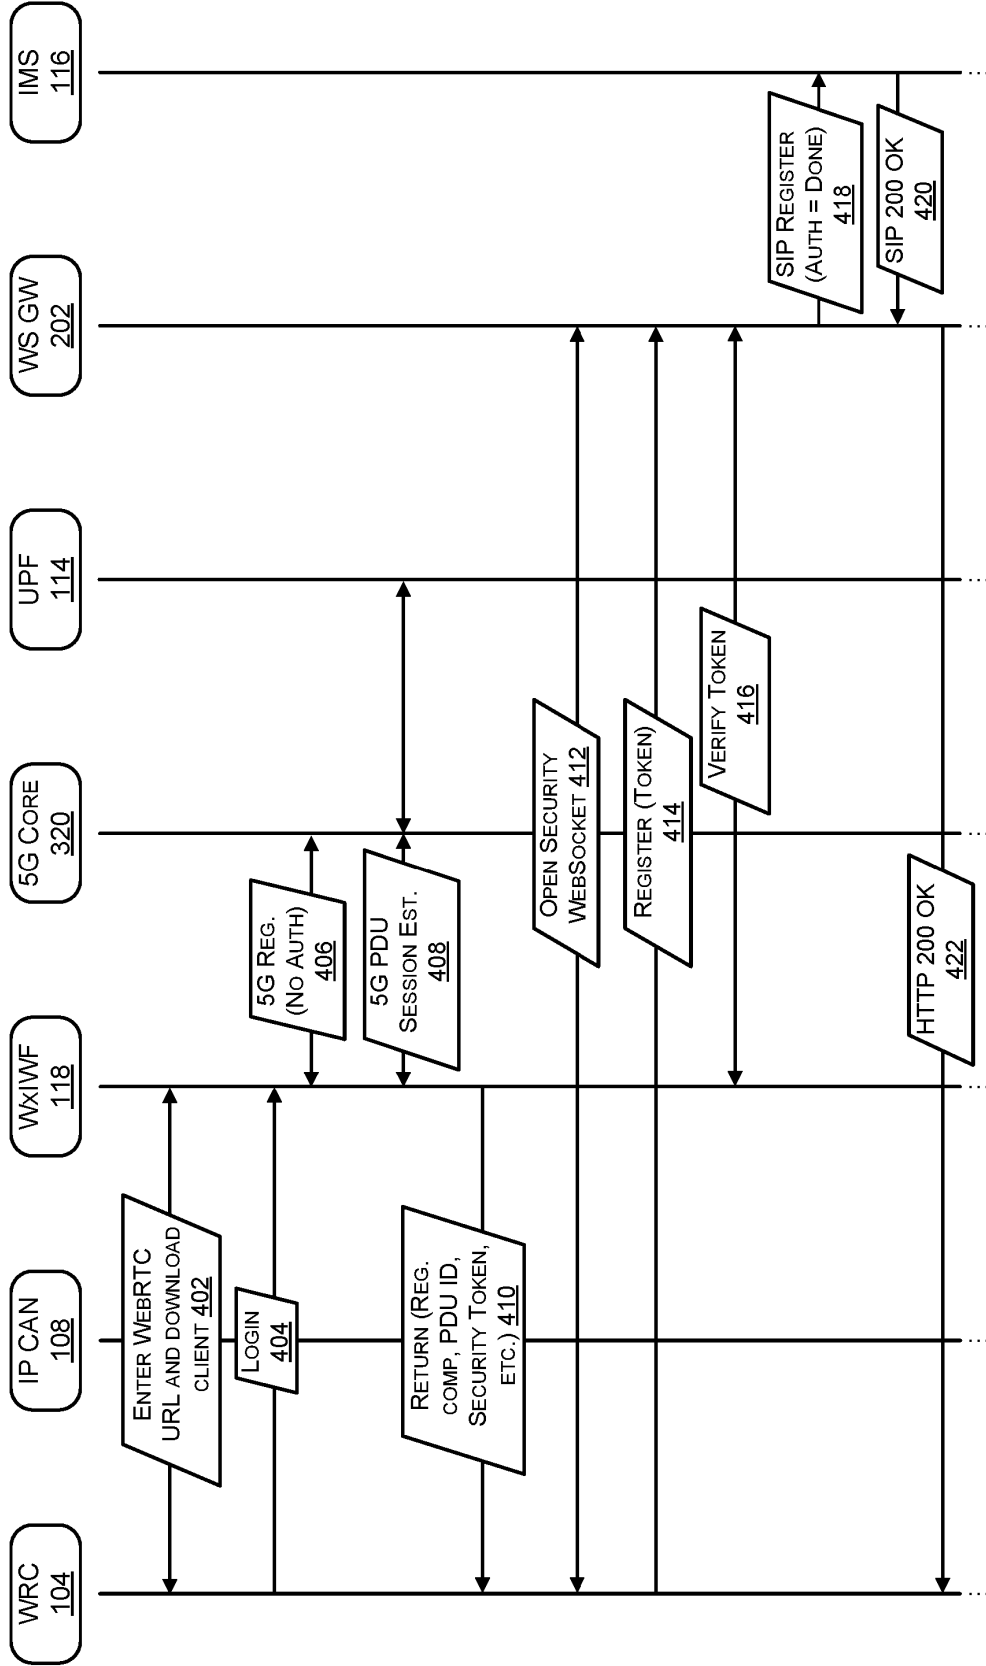 WRC
104
IP CAN
108
WxIWF
118
5G CORE
320
UPF
114
WS GW
202
IMS
116
ENTER WEBRTC
URL AND DOWNLOAD
CLIENT 402
LOGIN
404
5G REG.
(NO AUTH)
406
5G PDU
SESSION EST.
408
RETURN (REG.
COMP, PDU ID,
SECURITY TOKEN,
ETC.) 410
OPEN SECURITY
WEBSOCKET 412
REGISTER (TOKEN)
414
VERIFY TOKEN
416
SIP REGISTER
(AUTH = DONE)
418
SIP 200 OK
420
HTTP 200 OK
422